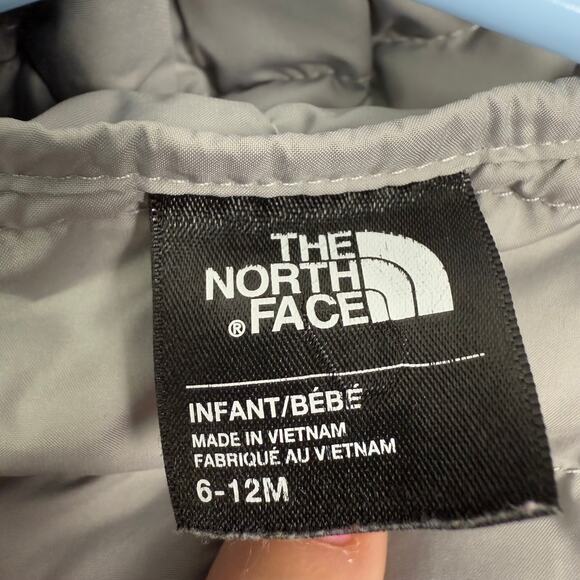 THE
NORTH
® FACE
INFANT/BÉBÉ
MADE IN VIETNAM
FABRIQUÉ AU VIETNAM
6-12M